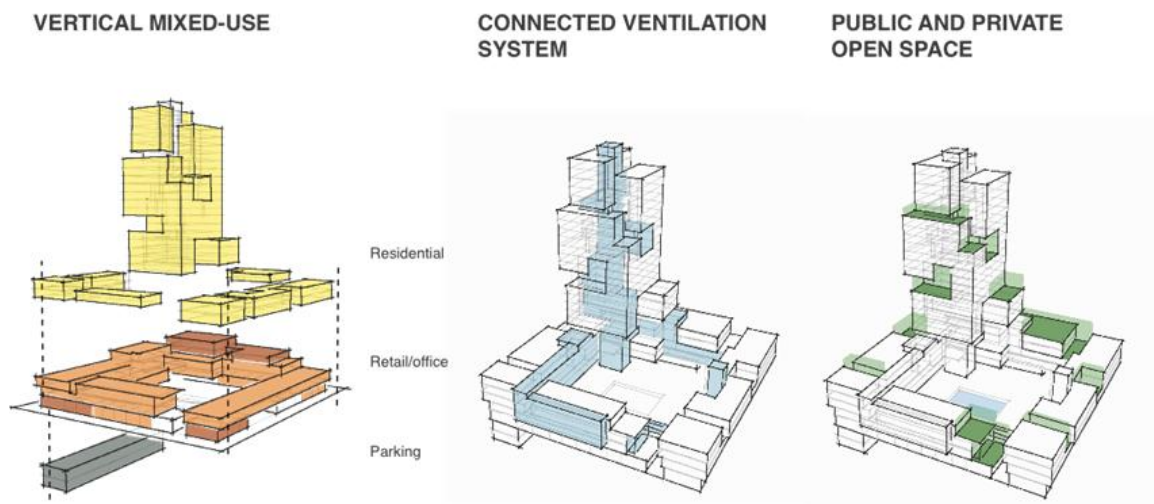 VERTICAL MIXED-USE
CONNECTED VENTILATION
SYSTEM
PUBLIC AND PRIVATE
OPEN SPACE
Residential
Retail/office
Parking